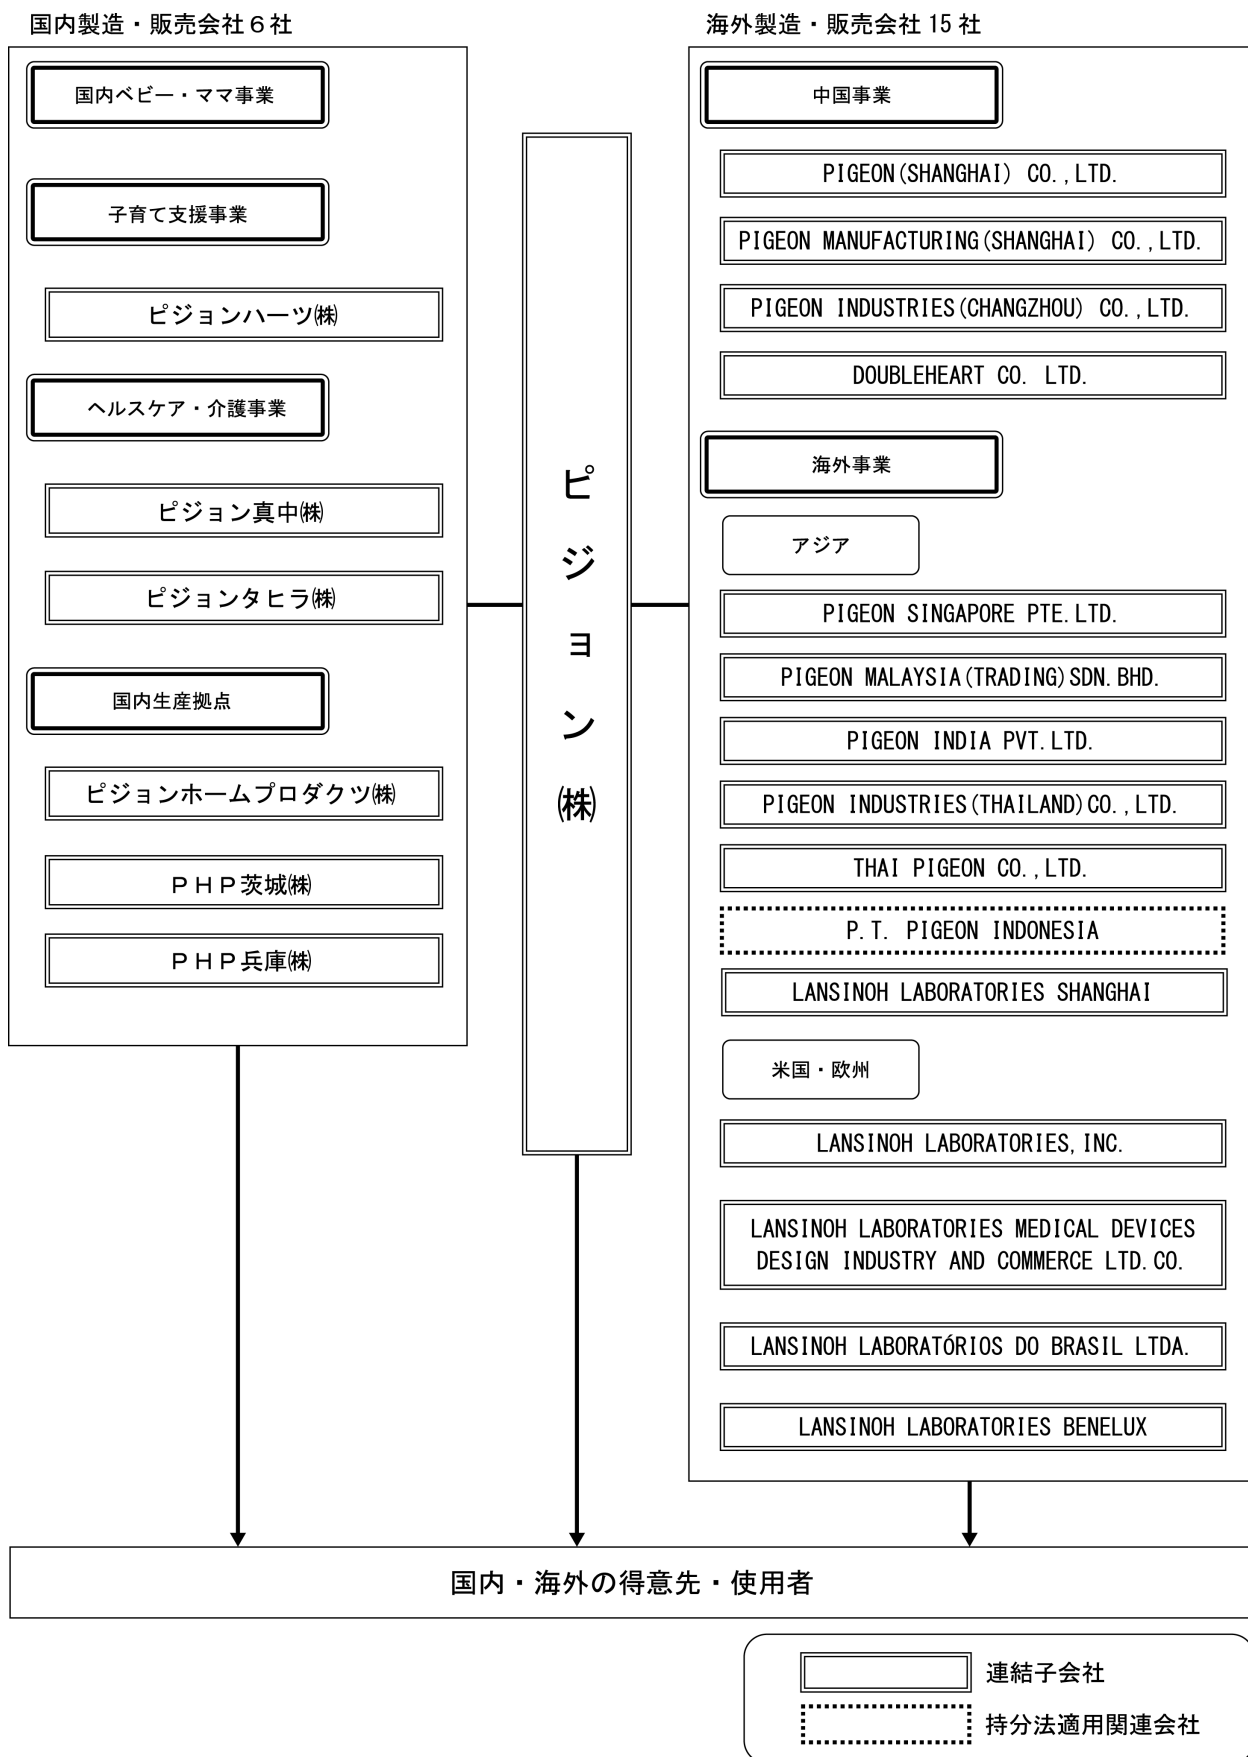 国内製造・販売会社６社
国内ベビー・ママ事業
子育て支援事業
ピジョンハーツ㈱
ヘルスケア・介護事業
ピジョン真中㈱
ピジョンタヒラ㈱
国内生産拠点
ピジョンホームプロダクツ㈱
ＰＨＰ茨城㈱
ＰＨＰ兵庫㈱
ピジョン㈱
海外製造・販売会社 15 社
中国事業
PIGEON(SHANGHAI) CO.,LTD.
PIGEON MANUFACTURING(SHANGHAI) CO.,LTD.
PIGEON INDUSTRIES(CHANGZHOU) CO.,LTD.
DOUBLEHEART CO. LTD.
海外事業
アジア
PIGEON SINGAPORE PTE.LTD.
PIGEON MALAYSIA(TRADING)SDN.BHD.
PIGEON INDIA PVT.LTD.
PIGEON INDUSTRIES(THAILAND)CO.,LTD.
THAI PIGEON CO.,LTD.
P.T. PIGEON INDONESIA
LANSINOH LABORATORIES SHANGHAI
米国・欧州
LANSINOH LABORATORIES,INC.
LANSINOH LABORATORIES MEDICAL DEVICES
DESIGN INDUSTRY AND COMMERCE LTD.CO.
LANSINOH LABORATÓRIOS DO BRASIL LTDA.
LANSINOH LABORATORIES BENELUX
国内・海外の得意先・使用者
連結子会社
持分法適用関連会社